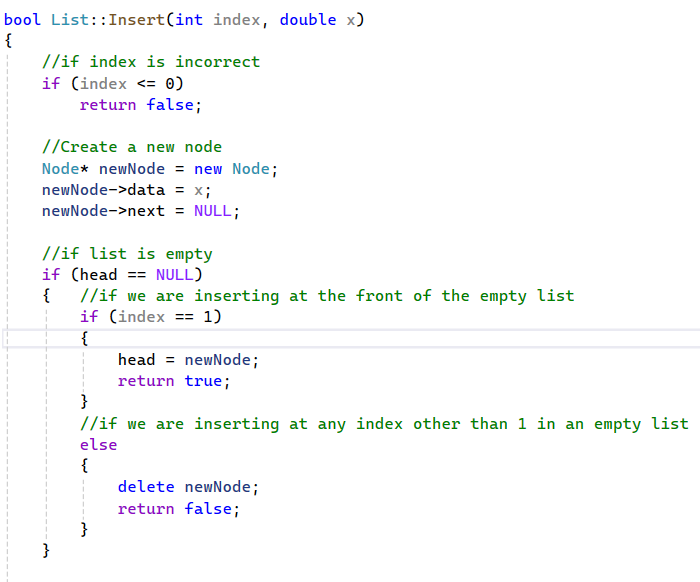 bool List::Insert(int index, double x)
{
//if index is incorrect
if (index <= 0)
return false;
//Create a new node
Node* newNode = new Node;
newNode->data = x;
newNode->next = NULL;
//if list is empty
if (head == NULL)
{ //if we are inserting at the front of the empty list
if (index == 1)
{
head = newNode;
return true;
}
//if we are inserting at any index other than 1 in an empty list
else
{
delete newNode;
return false;
}
}